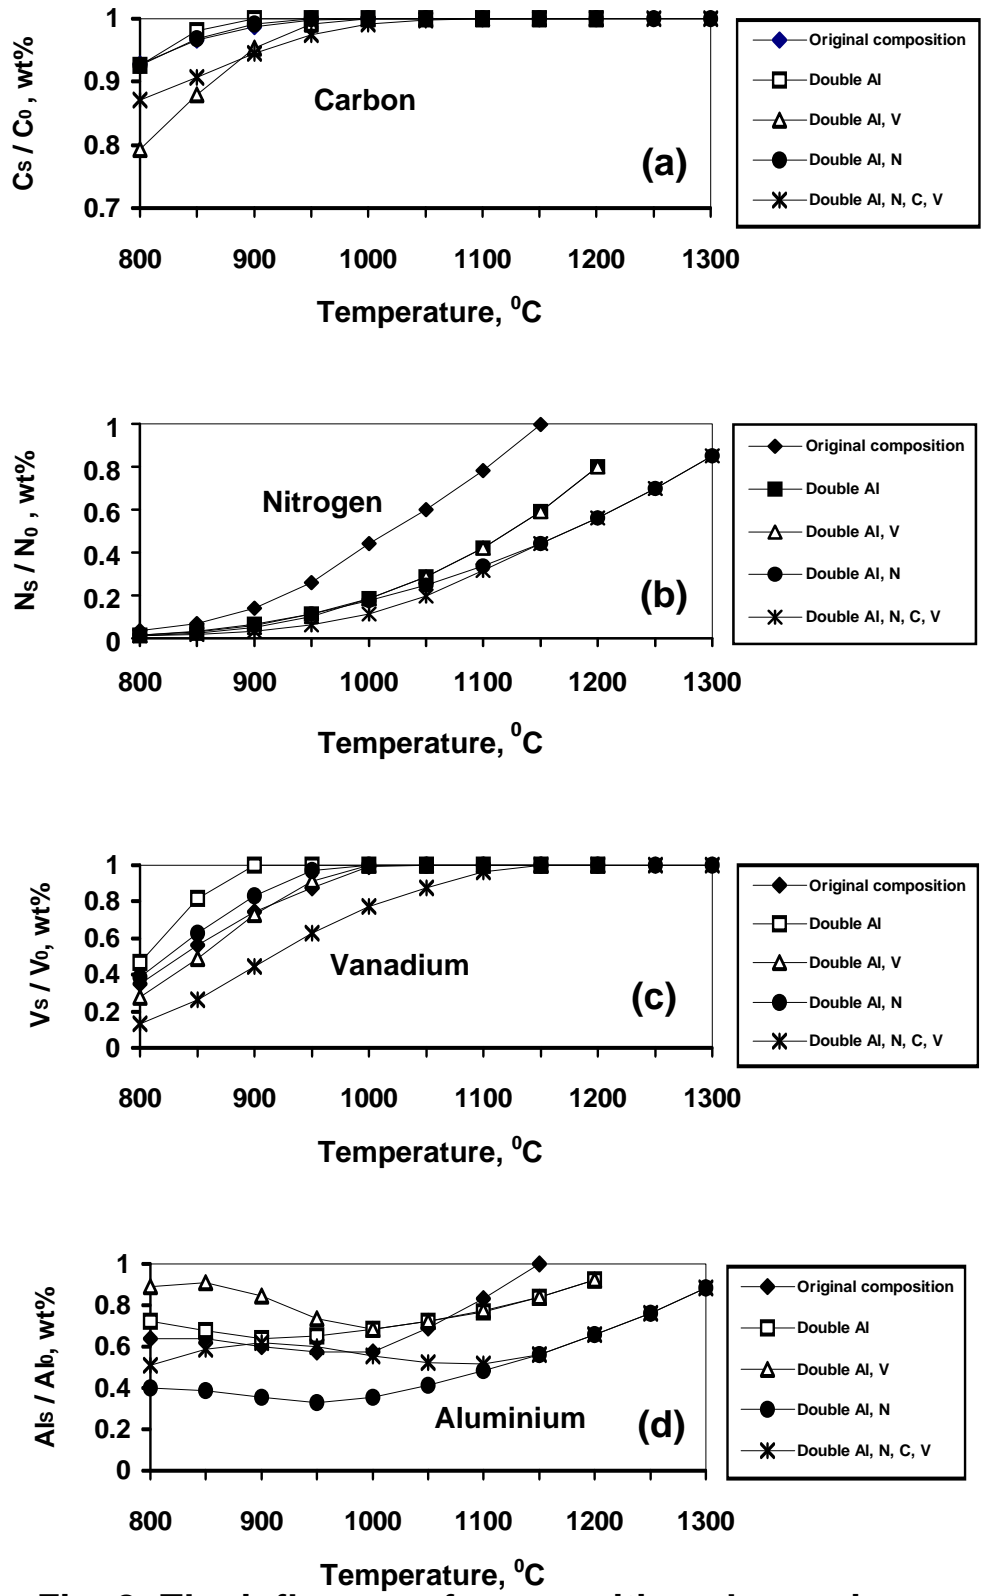 1
0.9
0.8
0.7
Cs / C0 , wt%
Carbon
(a)
800 900 1000 1100 1200 1300
Temperature, 0C
Original composition
Double Al
Double Al, V
Double Al, N
Double Al, N, C, V
1
0.8
0.6
0.4
0.2
0
Ns / N0 , wt%
Nitrogen
(b)
800 900 1000 1100 1200 1300
Temperature, 0C
Original composition
Double Al
Double Al, V
Double Al, N
Double Al, N, C, V
1
0.8
0.6
0.4
0.2
0
Vs / V0, wt%
Vanadium
(c)
800 900 1000 1100 1200 1300
Temperature, 0C
Original composition
Double Al
Double Al, V
Double Al, N
Double Al, N, C, V
1
0.8
0.6
0.4
0.2
0
Als / Al0, wt%
Aluminium
(d)
800 900 1000 1100 1200 1300
Temperature, 0C
Original composition
Double Al
Double Al, V
Double Al, N
Double Al, N, C, V